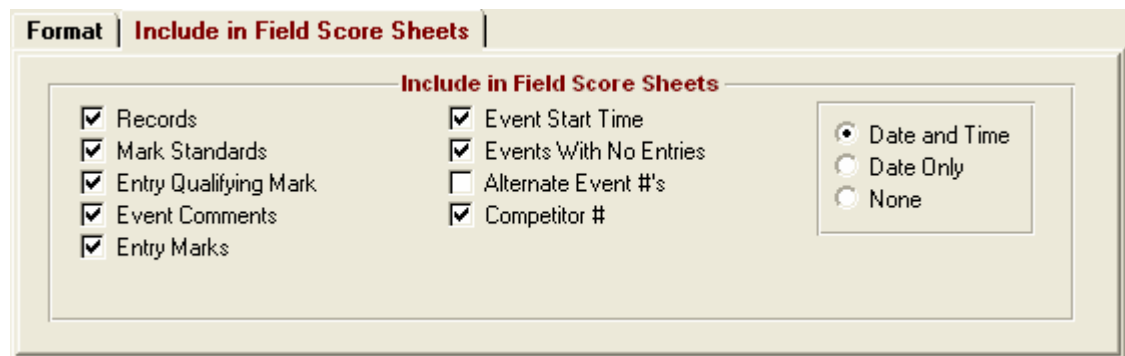 Format
Include in Field Score Sheets
Include in Field Score Sheets
Records
Mark Standards
Entry Qualifying Mark
Event Comments
Entry Marks
Event Start Time
Events With No Entries
Alternate Event #'s
Competitor #
Date and Time
Date Only
None